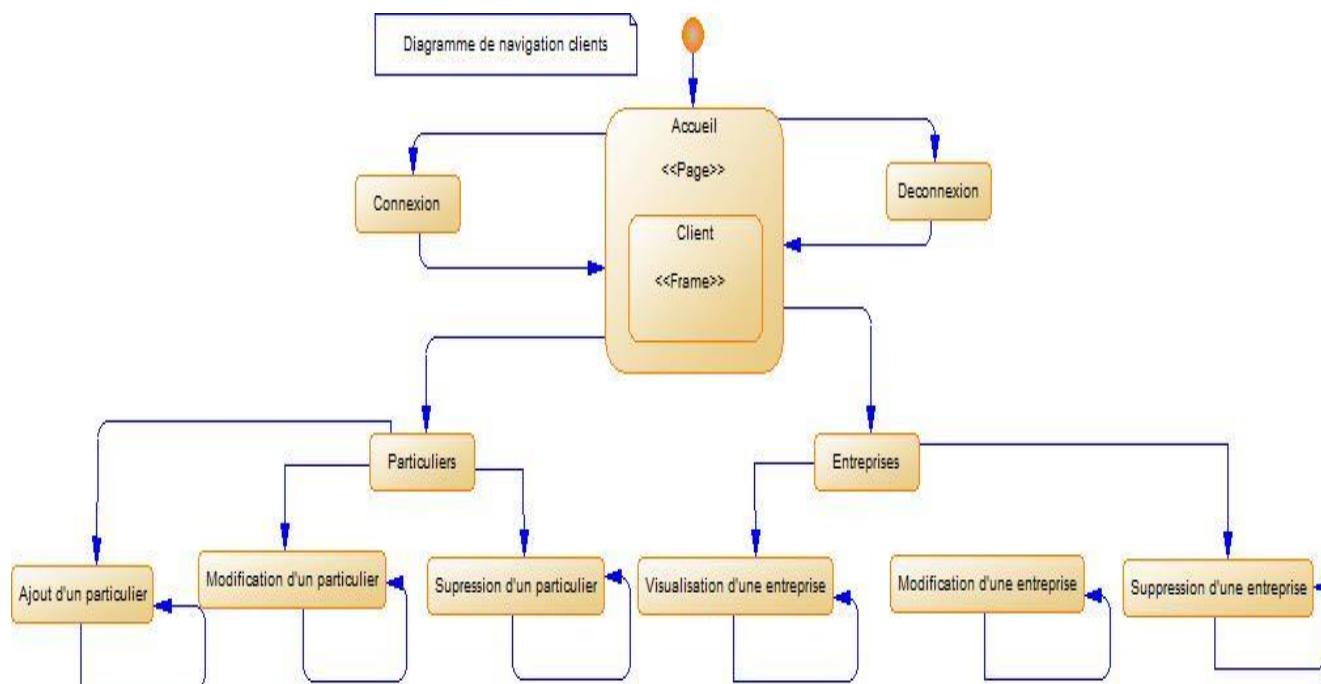 Diagramme de navigation clients
Accueil
<<Page>>
Connexion
Deconnexion
Client
<<Frame>>
Particuliers
Entreprises
Ajout d'un particulier
Modification d'un particulier
Supression d'un particulier
Visualisation d'une entreprise
Modification d'une entreprise
Suppression d'une entreprise